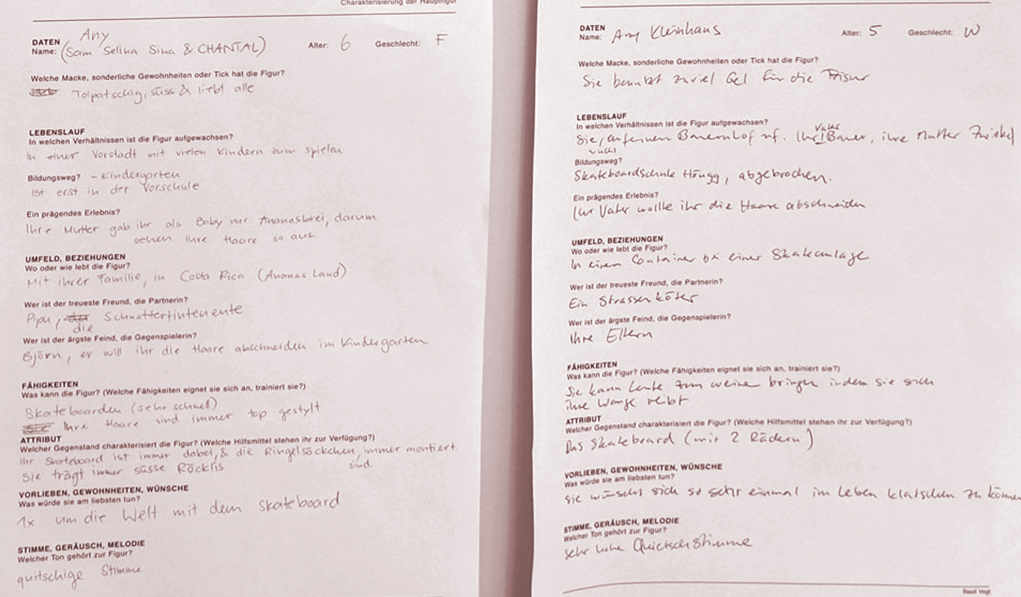 Charakterisierung der Hauptfigur
Any
DATEN
Name: (Sam Selina Sina & CHANTAL) Alter: 6 Geschlecht: F
Welche Macke, sonderliche Gewohnheiten oder Tick hat die Figur?
Tolpatschig, süss & liebt alle
LEBENSLAUF
In welchen Verhältnissen ist die Figur aufgewachsen?
In einer Vorstadt mit vielen Kindern zum spielen
Bildungsweg? – Kindergarten
Ist erst in der Vorschule
Ein prägendes Erlebnis?
Ihre Mutter gab ihr als Baby nur Ananasbrei, darum
sehen ihre Haare so aus
UMFELD, BEZIEHUNGEN
Wo oder wie lebt die Figur?
Mit ihrer Familie, in Costa Rica (Ananas Land)
Wer ist der treueste Freund, die Partnerin?
Pipu, Schnattertintenente
die
Wer ist der ärgste Feind, die Gegenspielerin?
Björn, er will ihr die Haare abschneiden im Kindergarten
FÄHIGKEITEN
Was kann die Figur? (Welche Fähigkeiten eignet sie sich an, trainiert sie?)
Skateboarden (sehr schnell)
Ihre Haare sind immer top gestylt
ATTRIBUT
Welcher Gegenstand charakterisiert die Figur? (Welche Hilfsmittel stehen ihr zur Verfügung?)
Ihr Skateboard ist immer dabei, & die Ringelsöckchen, immer montiert
sind
Sie trägt immer süsse Röcklis
VORLIEBEN, GEWOHNHEITEN, WÜNSCHE
Was würde sie am liebsten tun?
1x um die Welt mit dem Skateboard
STIMME, GERÄUSCH, MELODIE
Welcher Ton gehört zur Figur?
quitschige Stimme
DATEN
Name: Any Kleinhaus Alter: 5 Geschlecht: W
Welche Macke, sonderliche Gewohnheiten oder Tick hat die Figur?
Sie benutzt zuviel Gel für die Frisur
LEBENSLAUF
In welchen Verhältnissen ist die Figur aufgewachsen?
Vater
Sie, auf einem Bauernhof auf. Ihr Bauer, ihre Mutter Zwiebel
Bildungsweg?
Skateboardschule Höngg, abgebrochen.
Ein prägendes Erlebnis?
Ihr Vater wollte ihr die Haare abschneiden
UMFELD, BEZIEHUNGEN
Wo oder wie lebt die Figur?
In einem Container bei einer Skateanlage
Wer ist der treueste Freund, die Partnerin?
Ein Strassenköter
Wer ist der ärgste Feind, die Gegenspielerin?
Ihre Eltern
FÄHIGKEITEN
Was kann die Figur? (Welche Fähigkeiten eignet sie sich an, trainiert sie?)
Sie kann Leute zum weinen bringen indem sie sich
ihre Wange reibt
ATTRIBUT
Welcher Gegenstand charakterisiert die Figur? (Welche Hilfsmittel stehen ihr zur Verfügung?)
Das Skateboard (mit 2 Rädern)
VORLIEBEN, GEWOHNHEITEN, WÜNSCHE
Was würde sie am liebsten tun?
Sie wünscht sich so sehr einmal im Leben klatschen zu können
STIMME, GERÄUSCH, MELODIE
Welcher Ton gehört zur Figur?
sehr hohe Quietschstimme